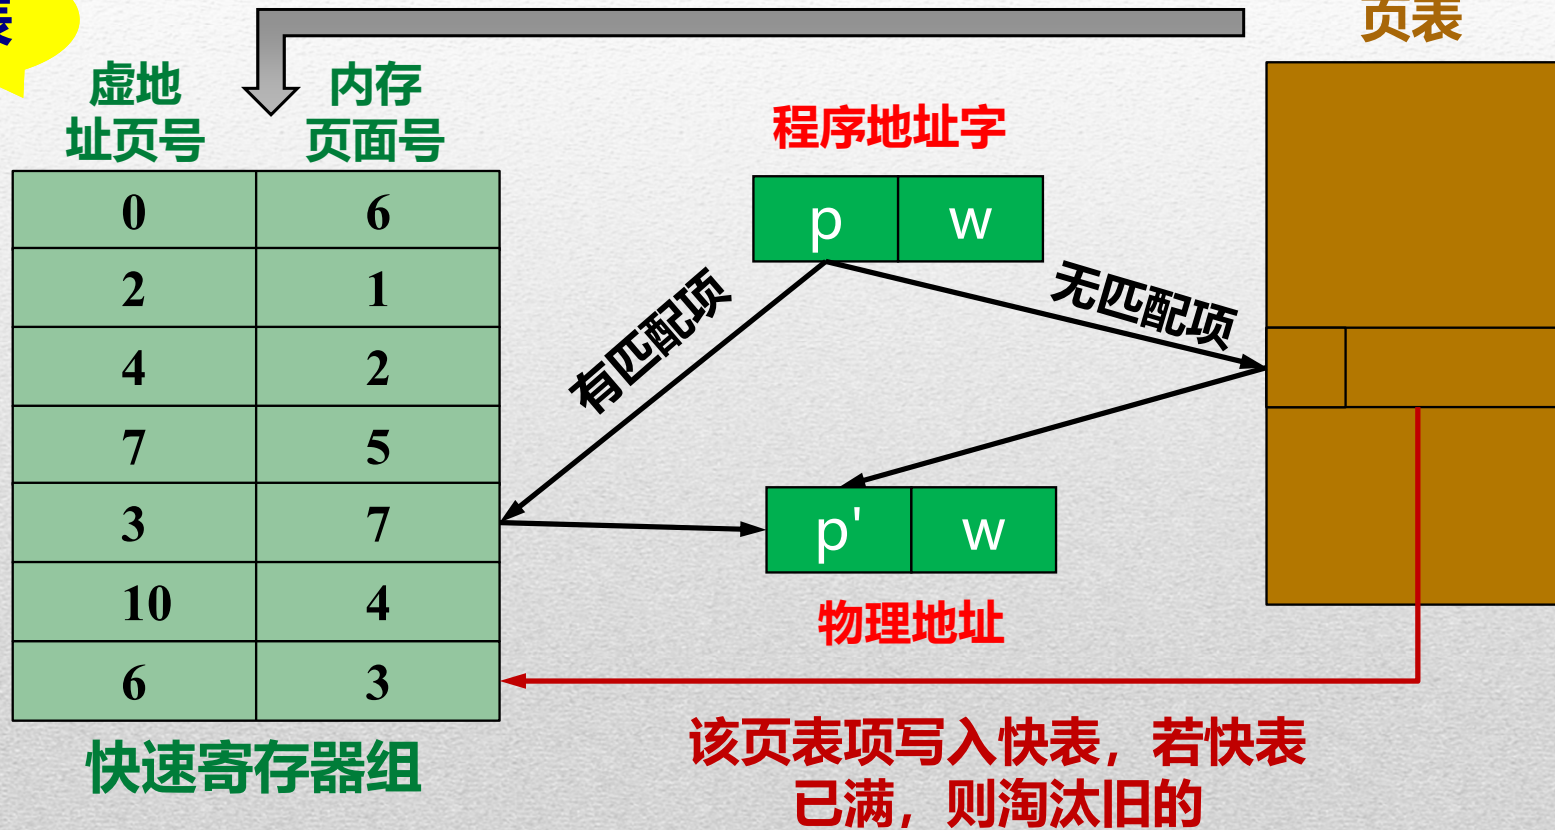 表
页表
虚地
址页号
内存
页面号
程序地址字
0 6
2 1
4 2
7 5
3 7
10 4
6 3
p w
有匹配项
无匹配项
p' w
物理地址
快速寄存器组
该页表项写入快表，若快表
已满，则淘汰旧的